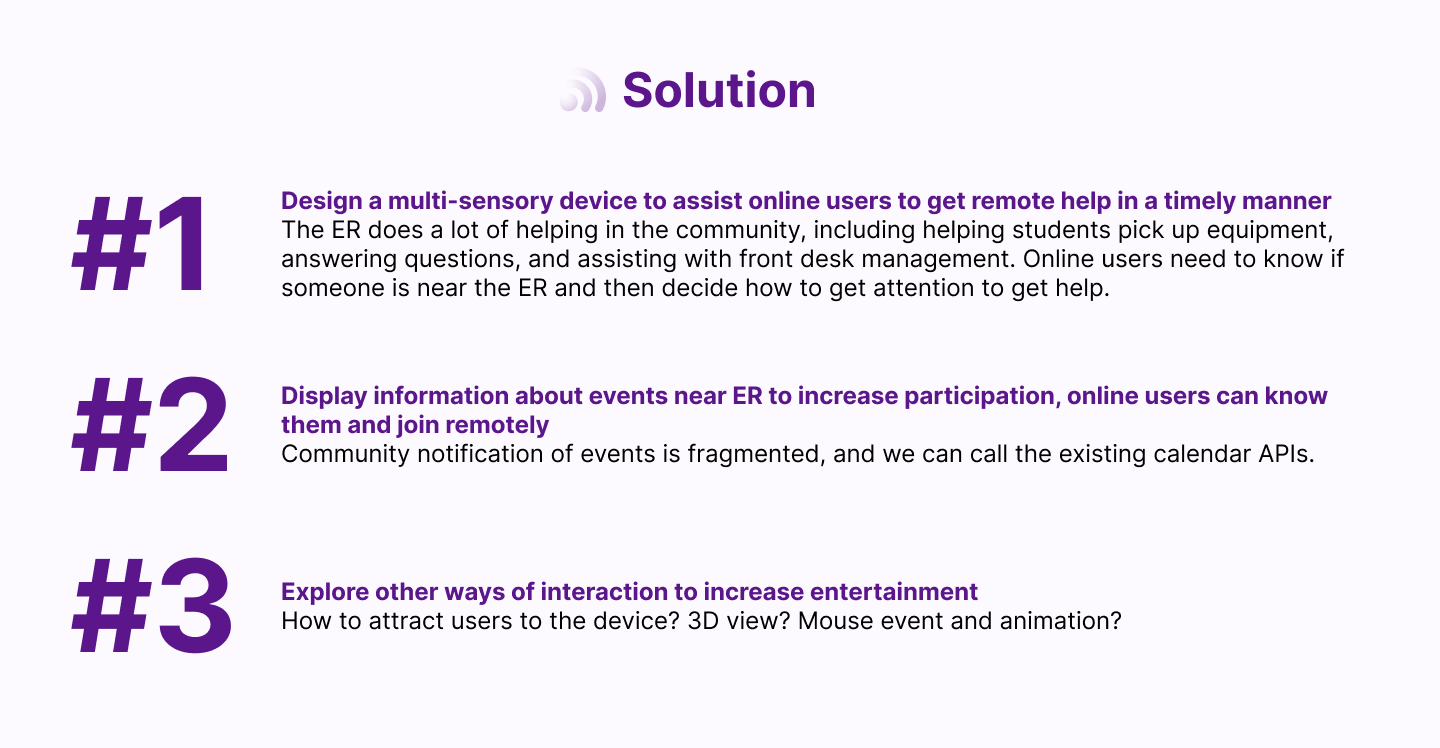 Solution
#1
Design a multi-sensory device to assist online users to get remote help in a timely manner
The ER does a lot of helping in the community, including helping students pick up equipment,
answering questions, and assisting with front desk management. Online users need to know if
someone is near the ER and then decide how to get attention to get help.
#2
Display information about events near ER to increase participation, online users can know
them and join remotely
Community notification of events is fragmented, and we can call the existing calendar APIs.
#3
Explore other ways of interaction to increase entertainment
How to attract users to the device? 3D view? Mouse event and animation?